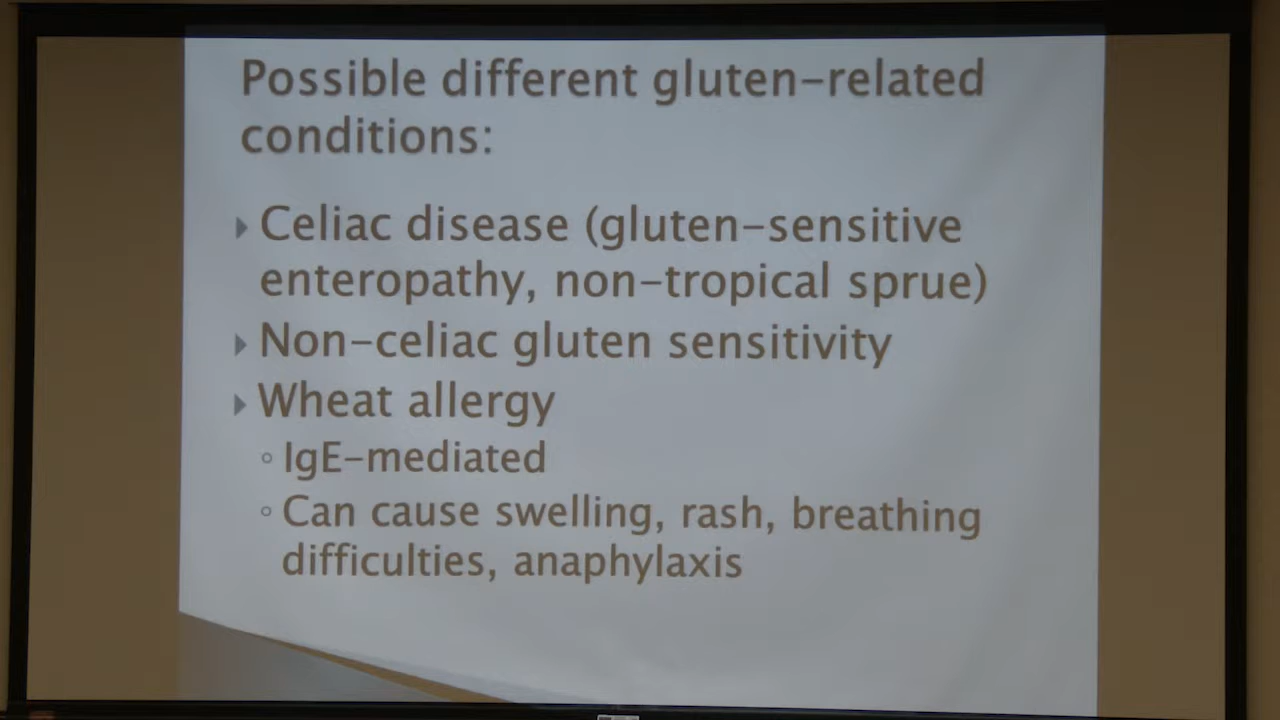 Possible different gluten-related
conditions:
Celiac disease (gluten-sensitive
enteropathy, non-tropical sprue)
Non-celiac gluten sensitivity
Wheat allergy
IgE-mediated
Can cause swelling, rash, breathing
difficulties, anaphylaxis